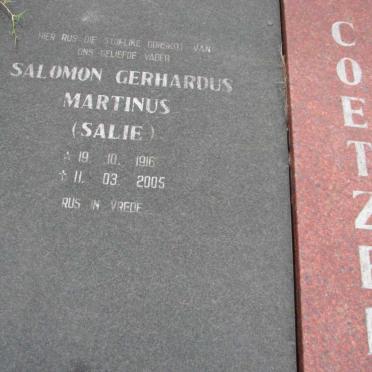 HIER RUS DIE STOFLIKE OORSKOT VAN
ONS GELIEFDE VADER
SALOMON GERHARDUS
MARTINUS
(SALIE)
☆ 19. 10. 1916
† 11. 03. 2005
RUS IN VREDE
COETZE